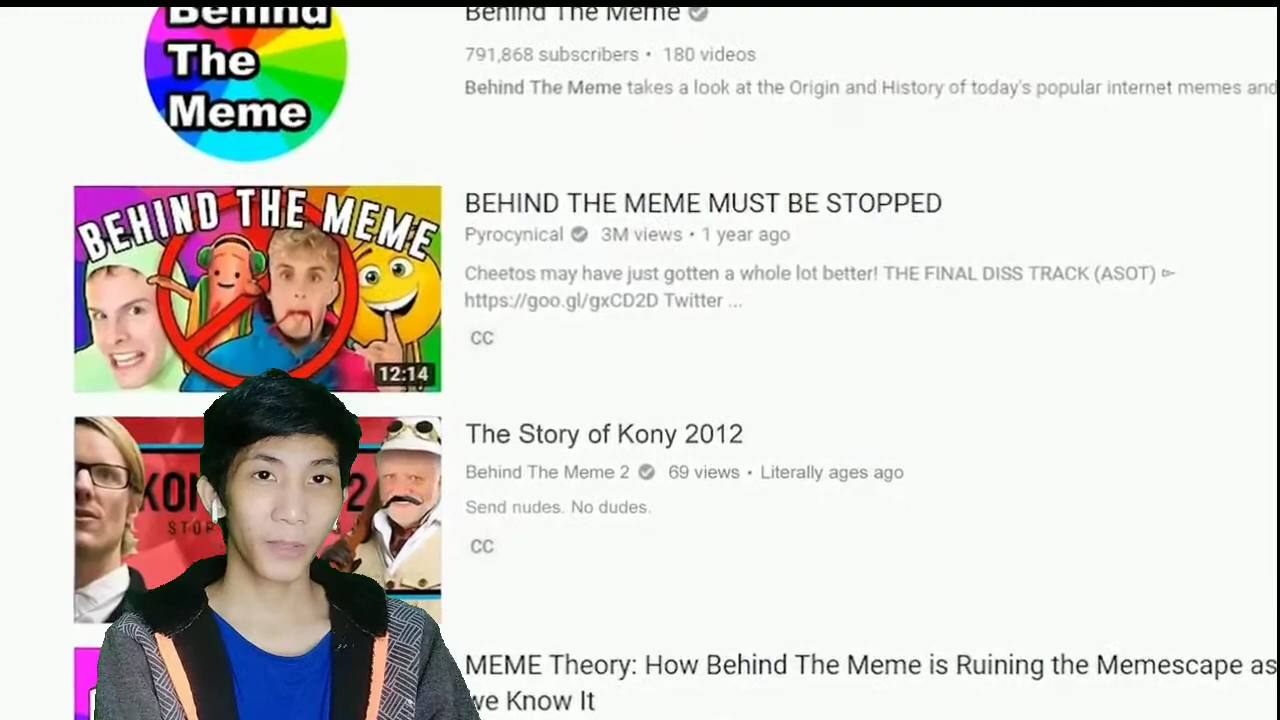 Behind
The
Meme
Behind The Meme
791,868 subscribers • 180 videos
Behind The Meme takes a look at the Origin and History of today's popular internet memes and
BEHIND THE MEME
12:14
BEHIND THE MEME MUST BE STOPPED
Pyrocynical 3M views • 1 year ago
Cheetos may have just gotten a whole lot better! THE FINAL DISS TRACK (ASOT) ▻
https://goo.gl/gxCD2D Twitter ...
CC
The Story of Kony 2012
Behind The Meme 2 69 views • Literally ages ago
Send nudes. No dudes.
CC
MEME Theory: How Behind The Meme is Ruining the Memescape as
we Know It